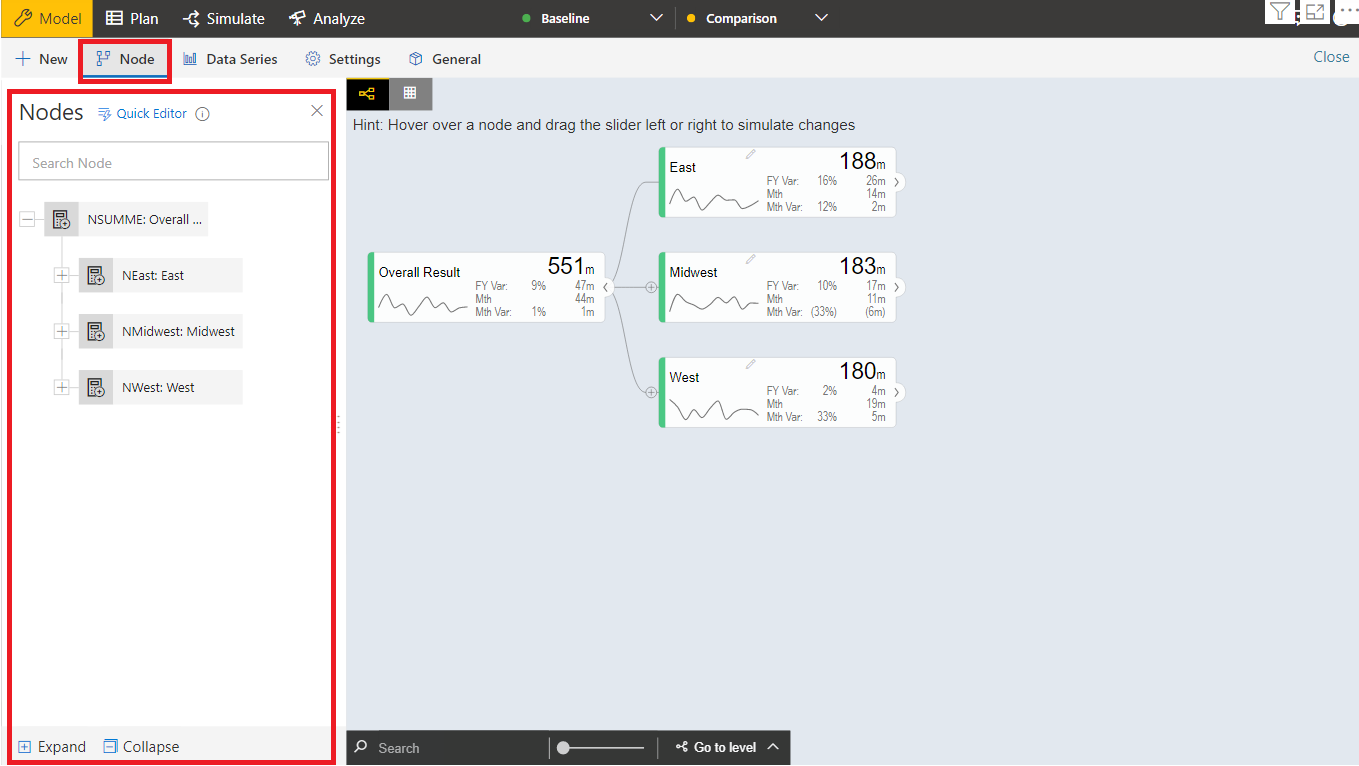 Model Plan Simulate Analyze Baseline Comparison
New Node Data Series Settings General Close
Nodes Quick Editor
Search Node
NSUMME: Overall ...
NEast: East
NMidwest: Midwest
NWest: West
Expand Collapse
Hint: Hover over a node and drag the slider left or right to simulate changes
Overall Result 551m
FY Var: 9% 47m
Mth 44m
Mth Var: 1% 1m
East 188m
FY Var: 16% 26m
Mth 14m
Mth Var: 12% 2m
Midwest 183m
FY Var: 10% 17m
Mth 11m
Mth Var: (33%) (6m)
West 180m
FY Var: 2% 4m
Mth 19m
Mth Var: 33% 5m
Search Go to level